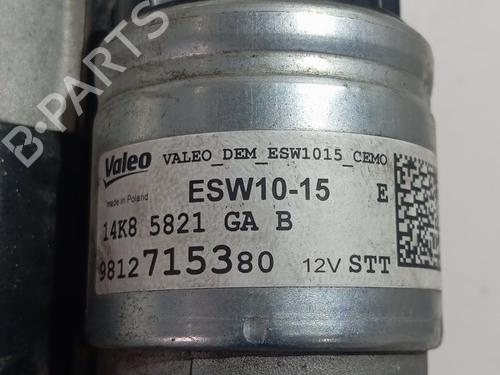 B-PARTS
Valeo VALEO_DEM_ESW1015_CEMO
made in Poland ESW10-15 E
14K8 5821 GA B
9812715380 12V STT